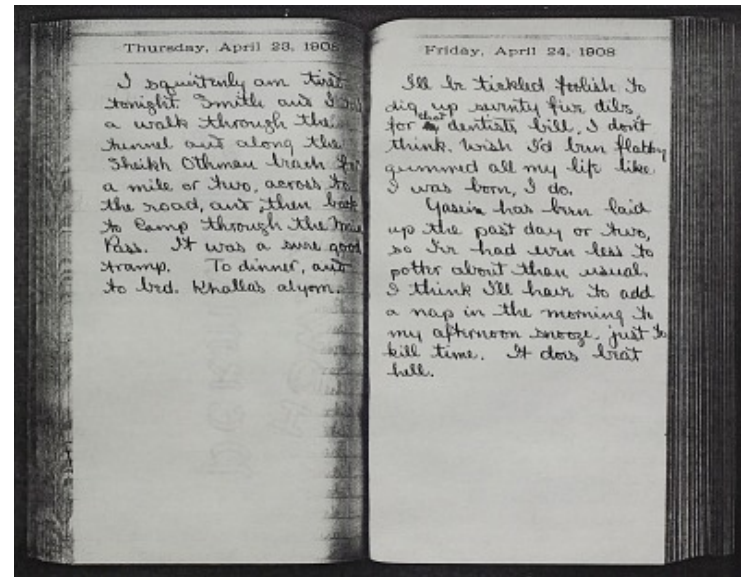 Thursday, April 23, 1908
I squitenly am tired
tonight. Smith and I
a walk through the
tunnel and along the
Sheikh Othman beach for
a mile or two, across to
the road, and then back
to Camp through the Main
Pass. It was a sure good
tramp. To dinner, and
to bed. Khallas alyom.
Friday, April 24, 1908
I'll be tickled foolish to
dig up seventy five dibs,
for that dentists bill, I don't
think. Wish I'd been flabby
gummed all my life like
I was born, I do.
Yasein has been laid
up the past day or two,
so I've had even less to
potter about than usual.
I think I'll have to add
a nap in the morning to
my afternoon snooze, just to
kill time. It does beat
hell.